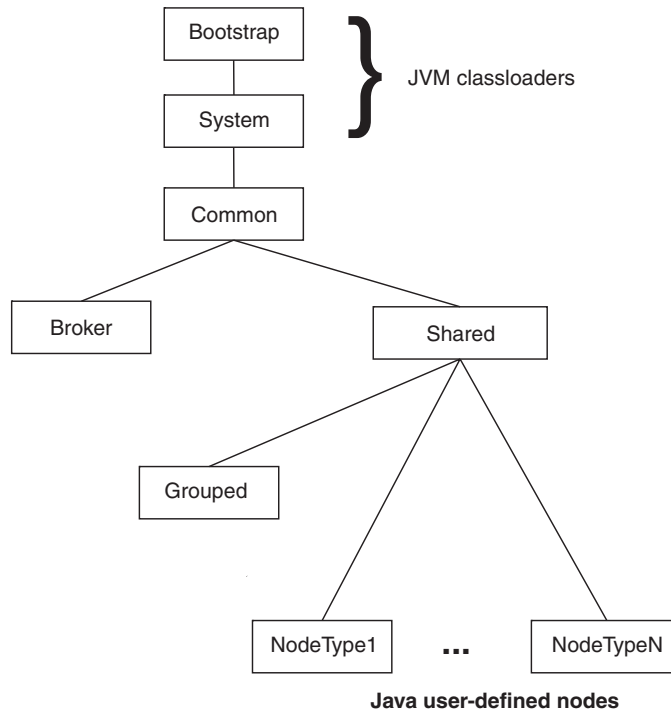 Bootstrap
JVM classloaders
System
Common
Broker
Shared
Grouped
NodeType1
...
NodeTypeN
Java user-defined nodes